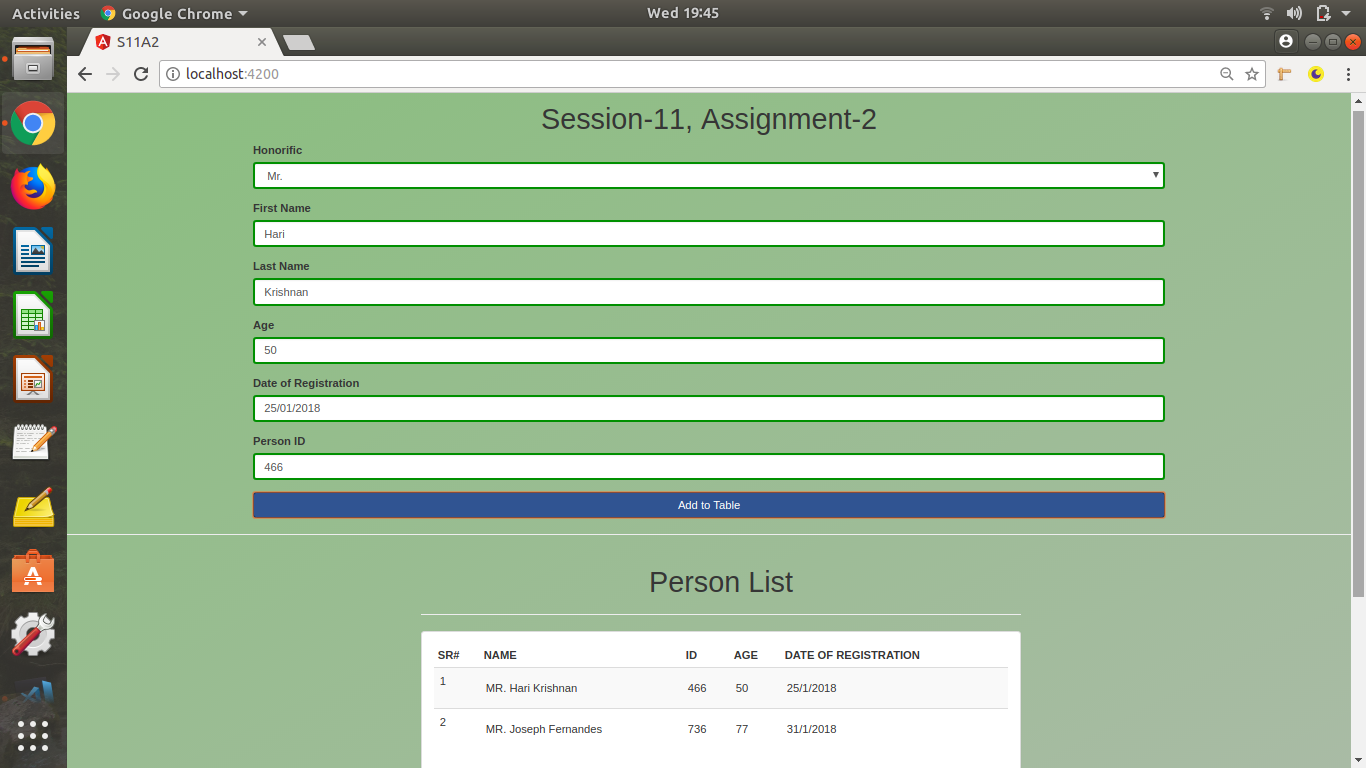 Activities Google Chrome Wed 19:45
S11A2
localhost:4200
Session-11, Assignment-2
Honorific
Mr.
First Name
Hari
Last Name
Krishnan
Age
50
Date of Registration
25/01/2018
Person ID
466
Add to Table
Person List
SR# NAME ID AGE DATE OF REGISTRATION
1 MR. Hari Krishnan 466 50 25/1/2018
2 MR. Joseph Fernandes 736 77 31/1/2018